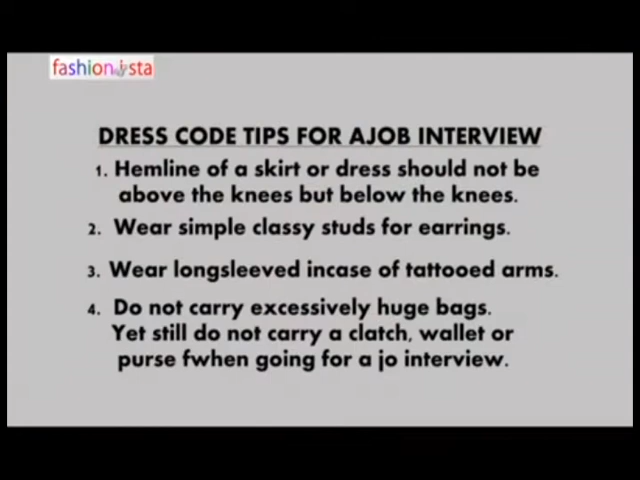 fashionista
DRESS CODE TIPS FOR AJOB INTERVIEW
1. Hemline of a skirt or dress should not be
above the knees but below the knees.
2. Wear simple classy studs for earrings.
3. Wear longsleeved incase of tattooed arms.
4. Do not carry excessively huge bags.
Yet still do not carry a clatch, wallet or
purse fwhen going for a jo interview.